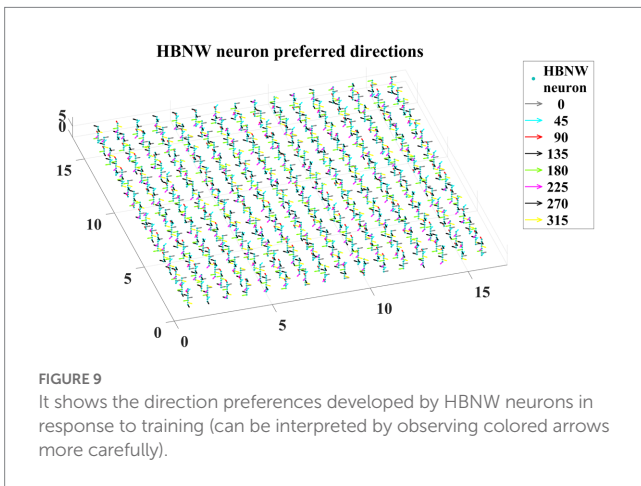 HBNW neuron preferred directions
HBNW
neuron
0
45
90
135
180
225
270
315
5
0
15
10
5
0
0
5
10
15
FIGURE 9
It shows the direction preferences developed by HBNW neurons in
response to training (can be interpreted by observing colored arrows
more carefully).